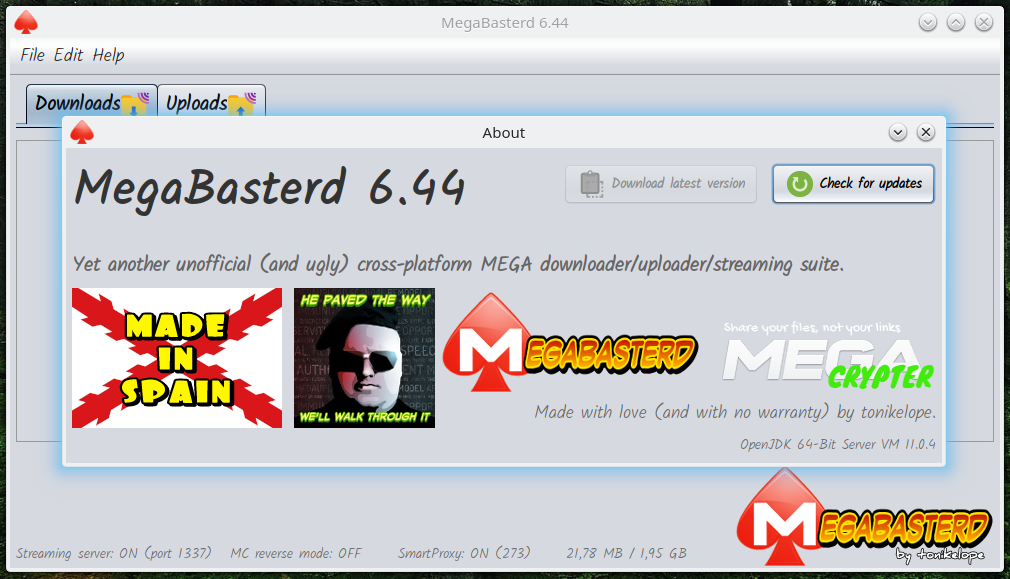 MegaBasterd 6.44
File Edit Help
Downloads Uploads
About
MegaBasterd 6.44
Download latest version
Check for updates
Yet another unofficial (and ugly) cross-platform MEGA downloader/uploader/streaming suite.
MADE
IN
SPAIN
HE PAVED THE WAY
WE'LL WALK THROUGH IT
MEGABASTERD
Share your files, not your links
MEGA
CRYPTER
Made with love (and with no warranty) by tonikelope.
OpenJDK 64-Bit Server VM 11.0.4
MEGABASTERD
by tonikelope
Streaming server: ON (port 1337) MC reverse mode: OFF SmartProxy: ON (273) 21,78 MB / 1,95 GB